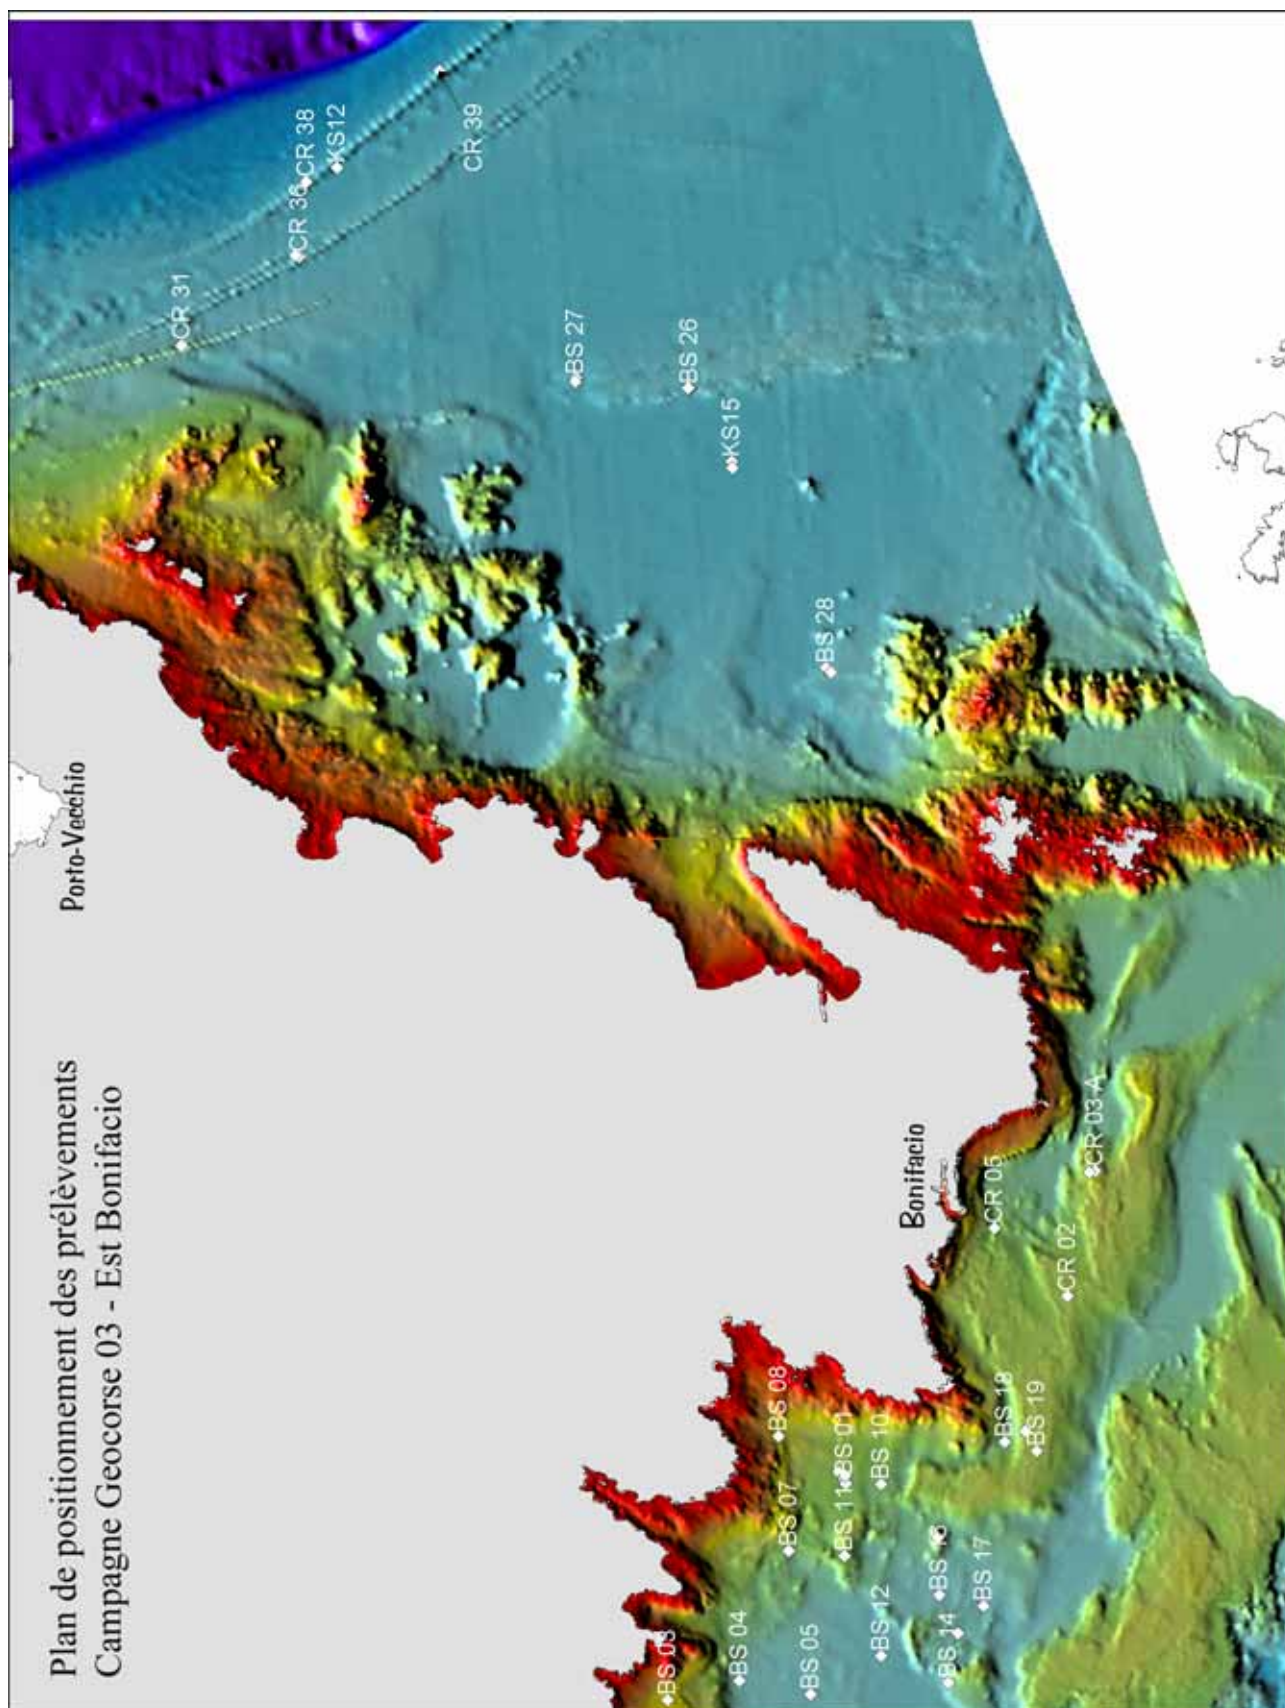 Plan de positionnement des prélèvements
Campagne Geocorse 03 - Est Bonifacio
Porto-Vecchio
Bonifacio
CR 31
CR 36
CR 38
KS12
CR 39
BS 27
BS 26
KS15
BS 28
CR 05
CR 03-A
CR 02
BS 08
BS 01
BS 10
BS 18
BS 19
BS 07
BS 11
BS 16
BS 17
BS 03
BS 04
BS 05
BS 12
BS 14